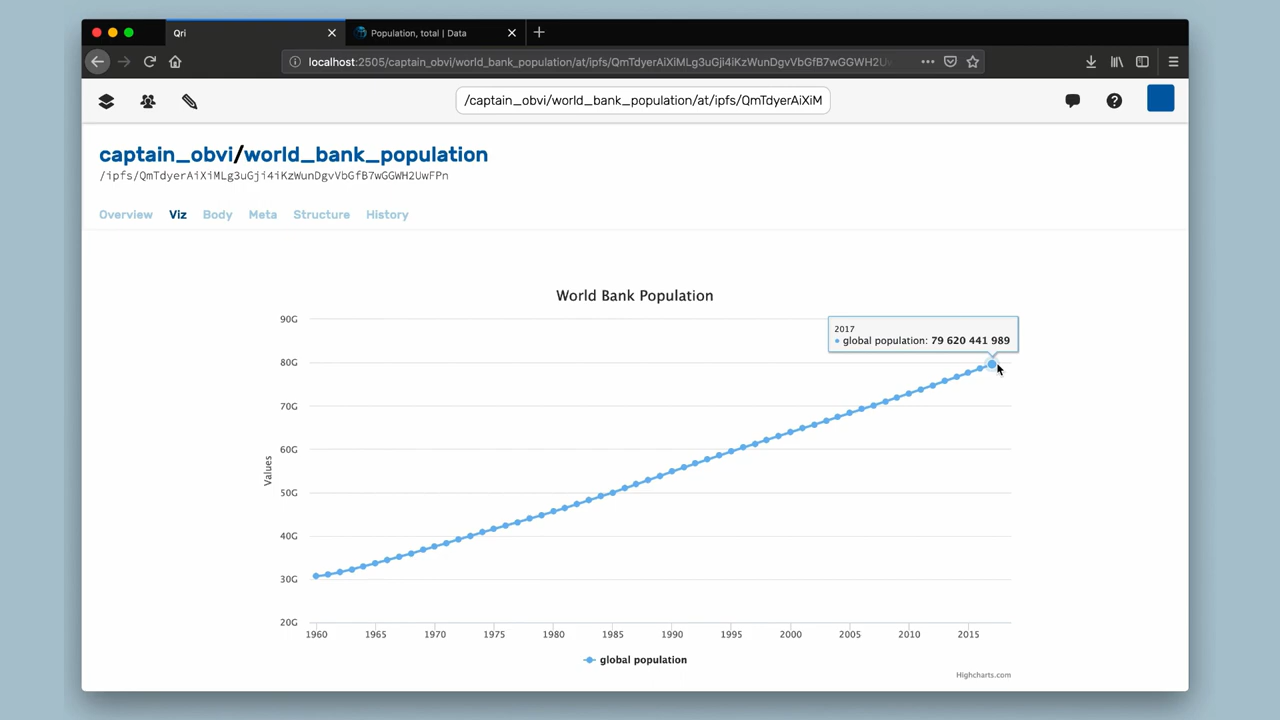 Qri
Population, total | Data
localhost:2505/captain_obvi/world_bank_population/at/ipfs/QmTdyerAiXiMLg3uGji4iKzWunDgvVbGfB7wGGWH2U
/captain_obvi/world_bank_population/at/ipfs/QmTdyerAiXiM
captain_obvi/world_bank_population
/ipfs/QmTdyerAiXiMLg3uGji4iKzWunDgvVbGfB7wGGWH2UwFPn
Overview Viz Body Meta Structure History
World Bank Population
90G
2017
global population: 79 620 441 989
80G
70G
60G
Values
50G
40G
30G
20G
1960 1965 1970 1975 1980 1985 1990 1995 2000 2005 2010 2015
global population
Highcharts.com